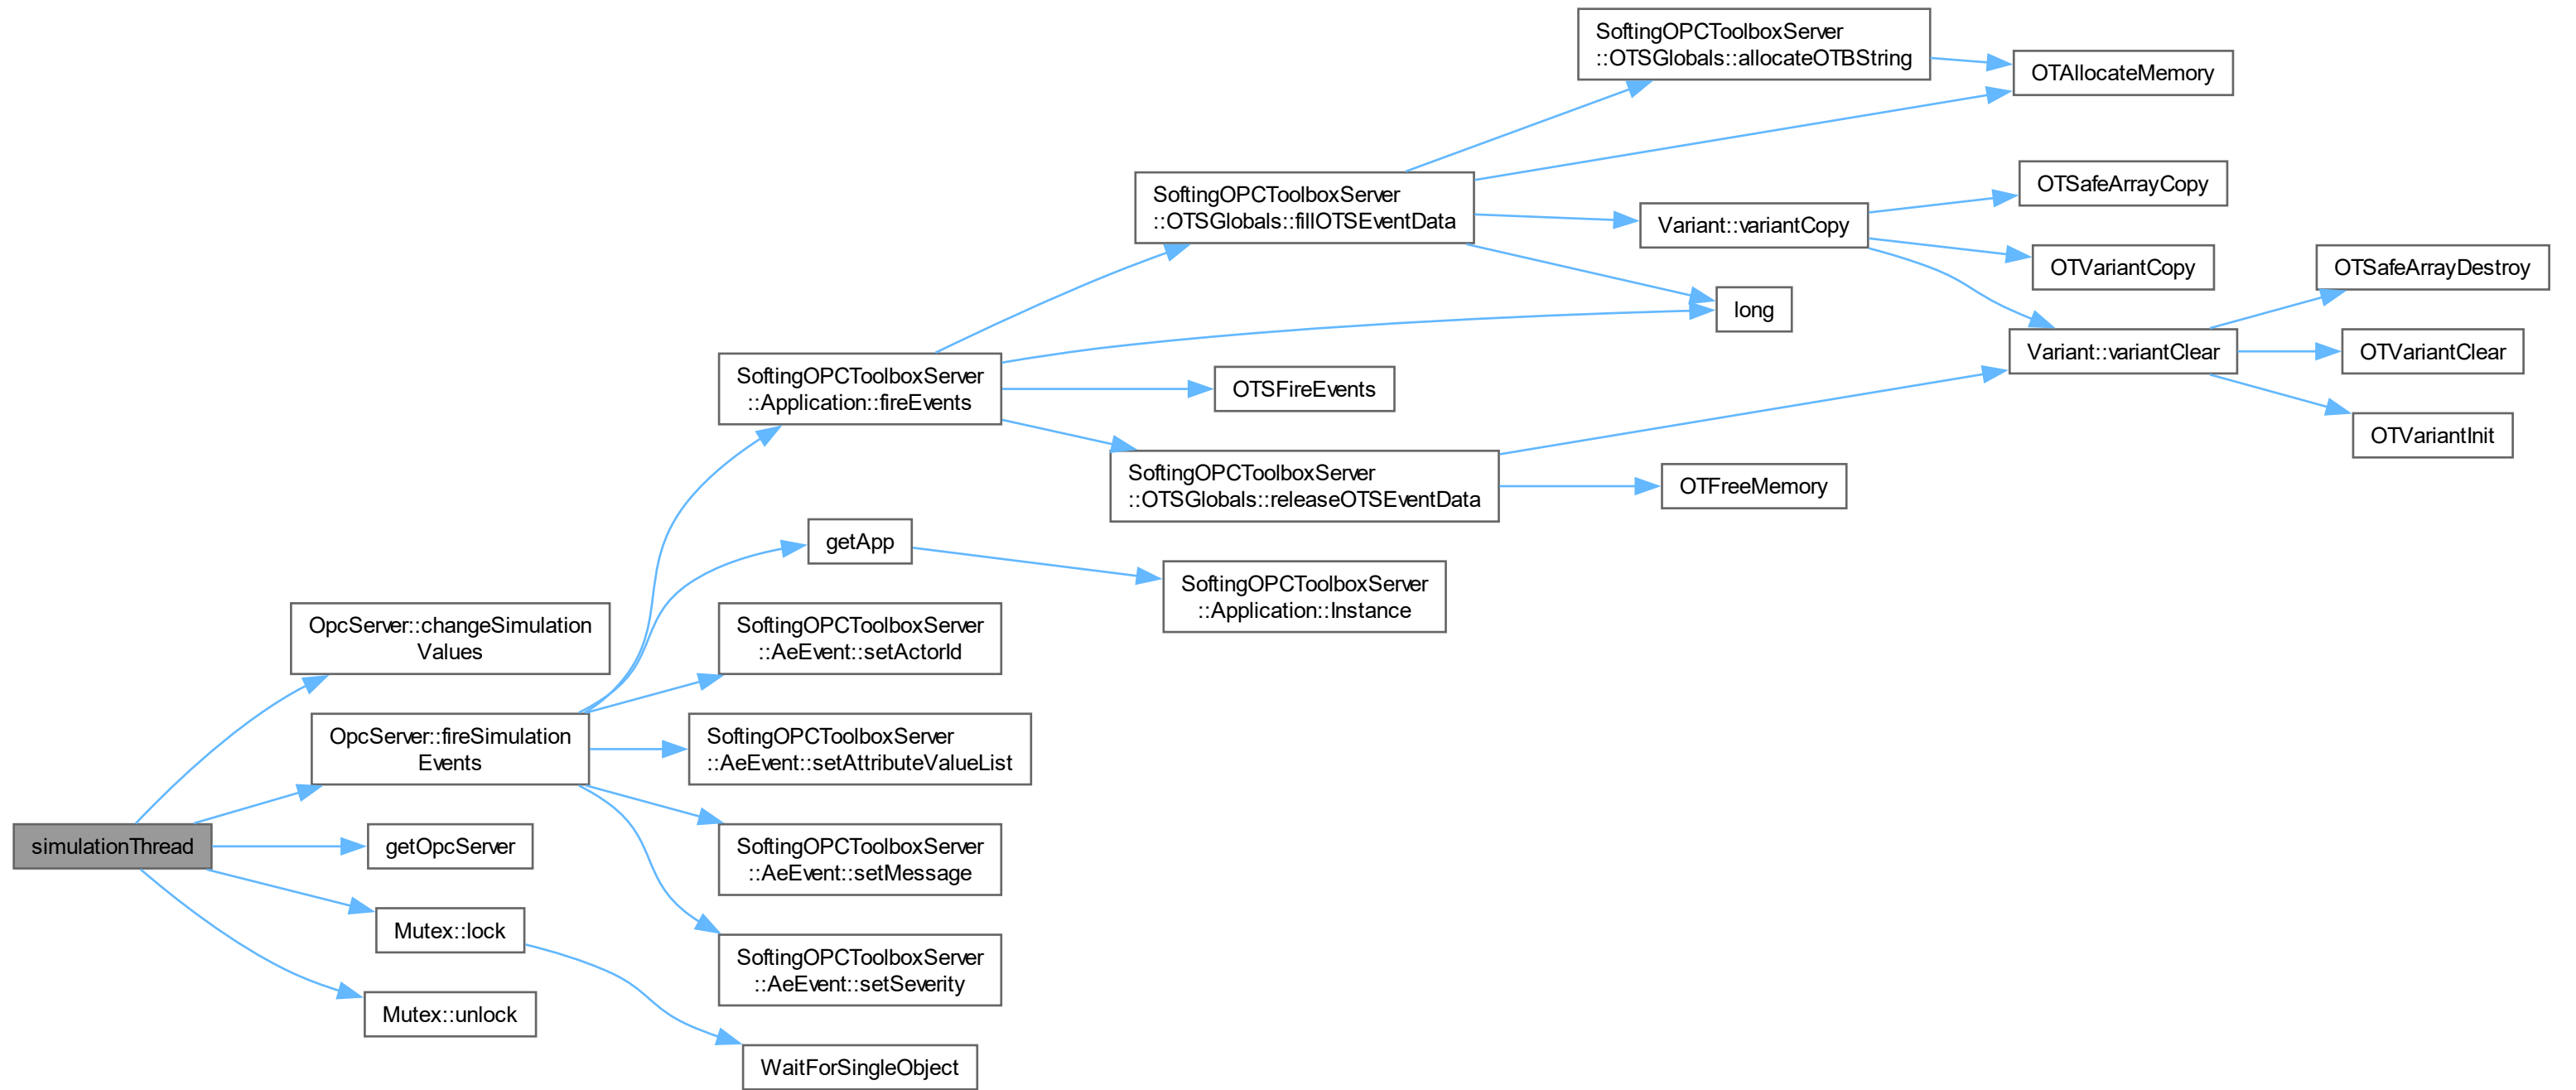 simulationThread
OpcServer::changeSimulation
Values
OpcServer::fireSimulation
Events
getOpcServer
Mutex::lock
Mutex::unlock
SoftingOPCToolboxServer
::Application::fireEvents
getApp
SoftingOPCToolboxServer
::AeEvent::setActorId
SoftingOPCToolboxServer
::AeEvent::setAttributeValueList
SoftingOPCToolboxServer
::AeEvent::setMessage
SoftingOPCToolboxServer
::AeEvent::setSeverity
WaitForSingleObject
SoftingOPCToolboxServer
::OTSGlobals::fillOTSEventData
OTSFireEvents
SoftingOPCToolboxServer
::OTSGlobals::releaseOTSEventData
SoftingOPCToolboxServer
::Application::Instance
SoftingOPCToolboxServer
::OTSGlobals::allocateOTBString
Variant::variantCopy
long
OTFreeMemory
OTAllocateMemory
OTSafeArrayCopy
OTVariantCopy
Variant::variantClear
OTSafeArrayDestroy
OTVariantClear
OTVariantInit